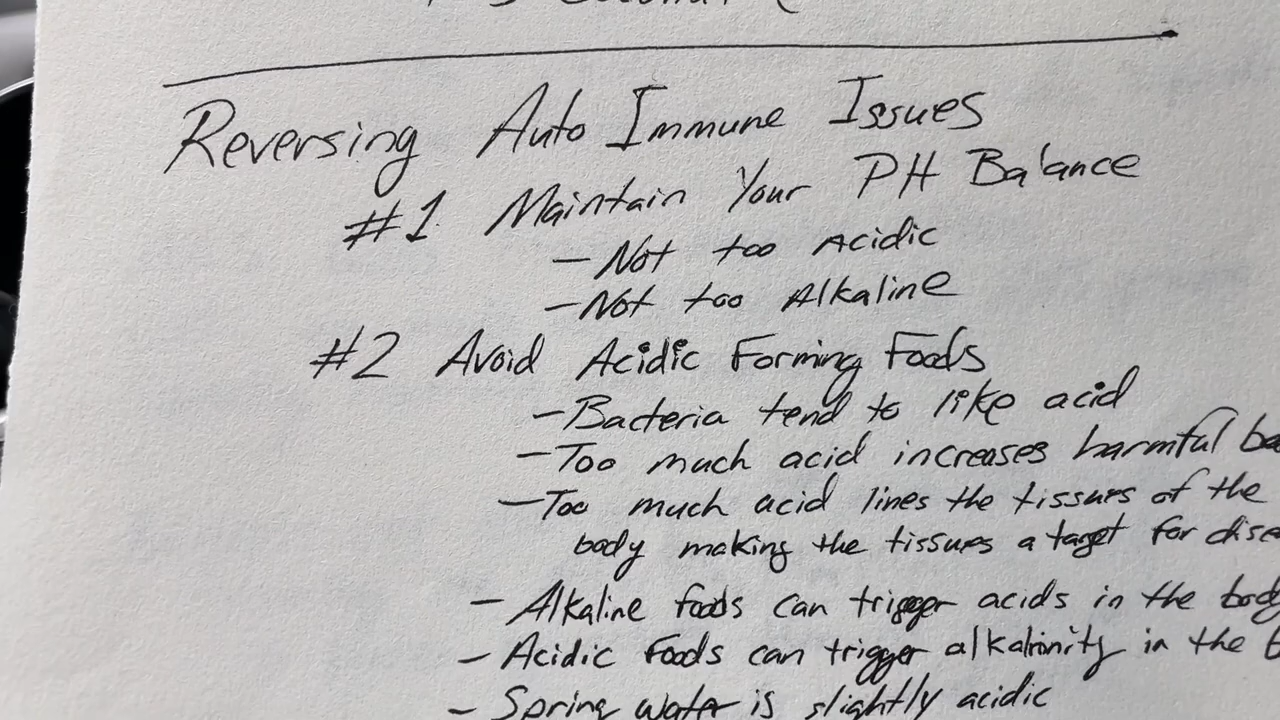 Reversing Auto Immune Issues
#1 Maintain Your PH Balance
- Not too Acidic
- Not too Alkaline
#2 Avoid Acidic Forming Foods
- Bacteria tend to like acid
- Too much acid increases harmful
- Too much acid lines the tissues of the
body making the tissues a target for
- Alkaline foods can trigger acids in the body
- Acidic Foods can trigger alkalinity in the
- Spring water is slightly acidic